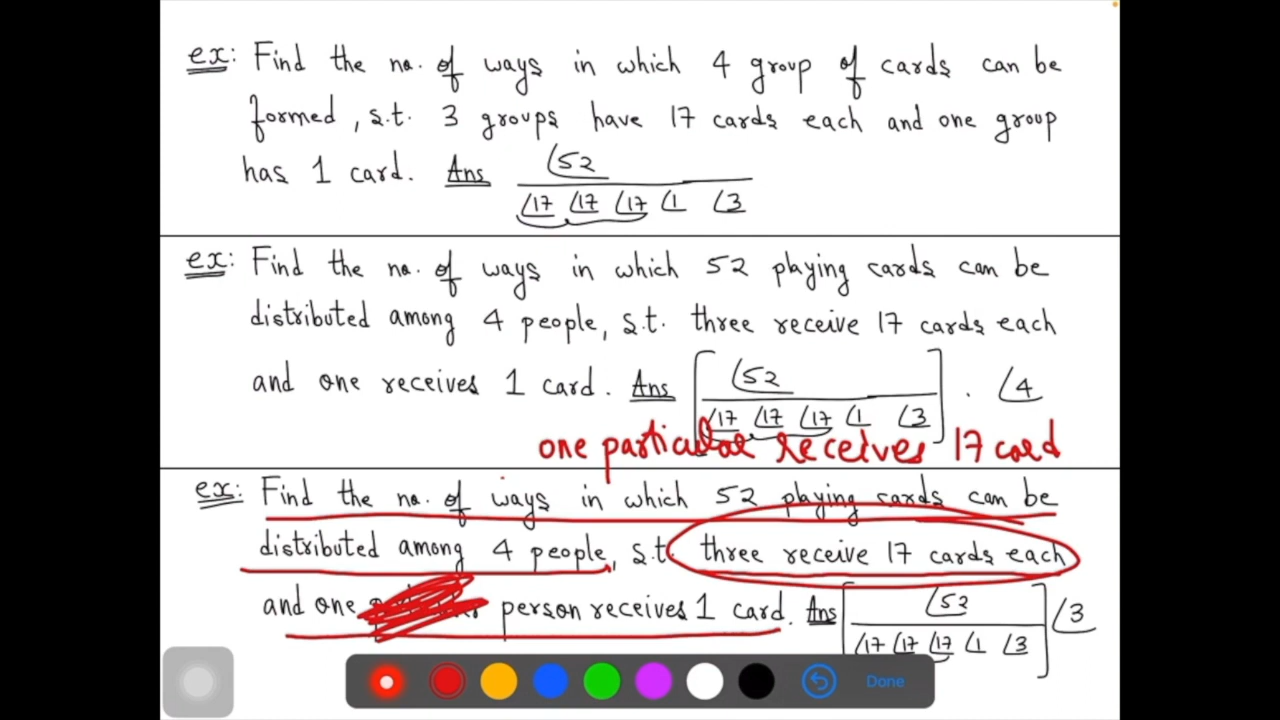 ex: Find the no. of ways in which 4 group of cards can be
formed, s.t. 3 groups have 17 cards each and one group
has 1 card. Ans ⌊52
⌊17 ⌊17 ⌊17 ⌊1 ⌊3
ex: Find the no. of ways in which 52 playing cards can be
distributed among 4 people, s.t. three receive 17 cards each
and one receives 1 card. Ans [ ⌊52 ] . ⌊4
⌊17 ⌊17 ⌊17 ⌊1 ⌊3
one particular receives 17 card
ex: Find the no. of ways in which 52 playing cards can be
distributed among 4 people, s.t. three receive 17 cards each
and one person receives 1 card. Ans [ ⌊52 ] ⌊3
⌊17 ⌊17 ⌊17 ⌊1 ⌊3
Done